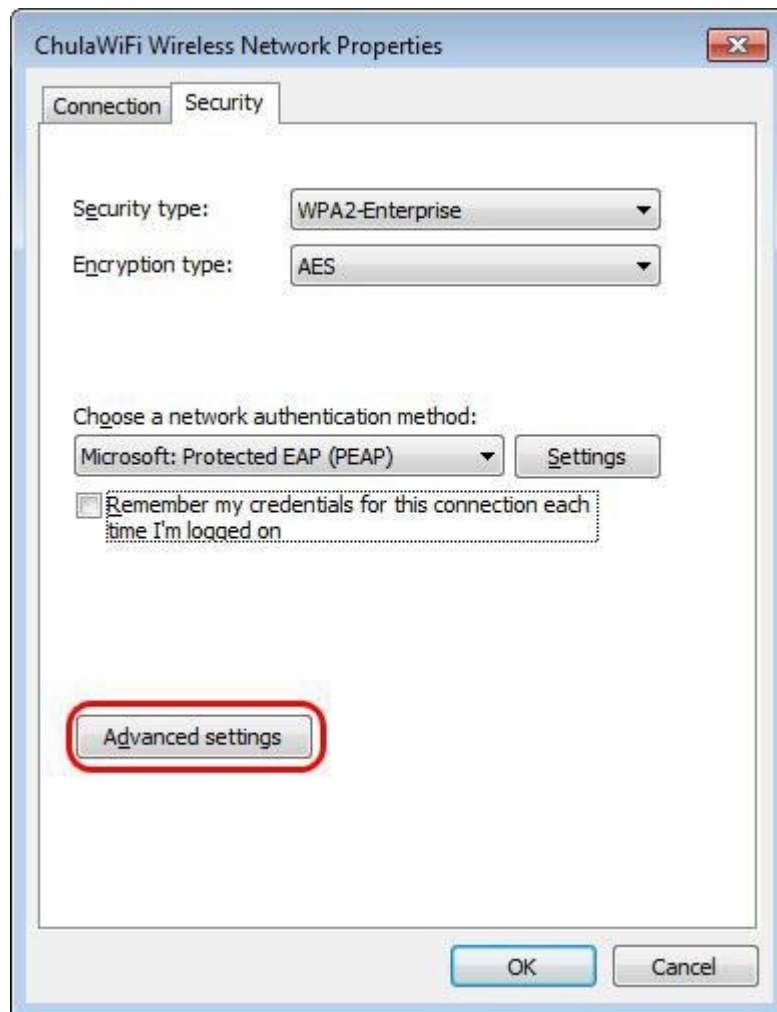 ChulaWiFi Wireless Network Properties
Connection Security
Security type: WPA2-Enterprise
Encryption type: AES
Choose a network authentication method:
Microsoft: Protected EAP (PEAP) Settings
Remember my credentials for this connection each
time I'm logged on
Advanced settings
OK Cancel